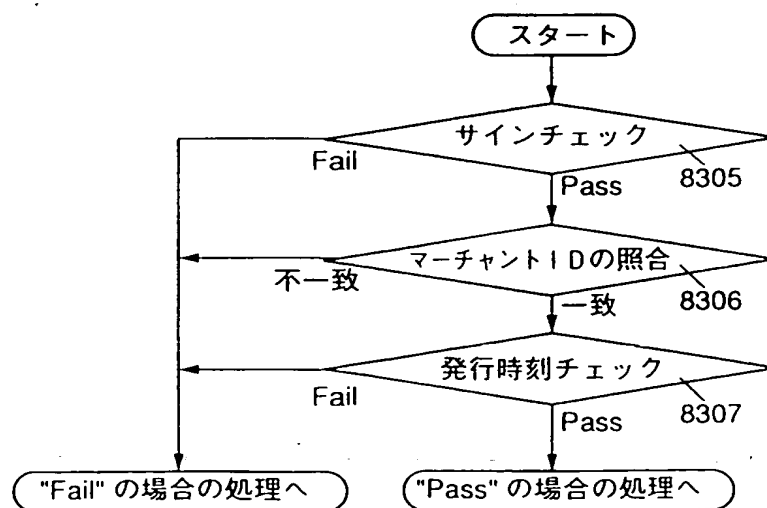 スタート
サインチェック
Fail
8305
Pass
マーチャントIDの照合
不一致
8306
一致
発行時刻チェック
Fail
8307
Pass
"Fail" の場合の処理へ
"Pass" の場合の処理へ